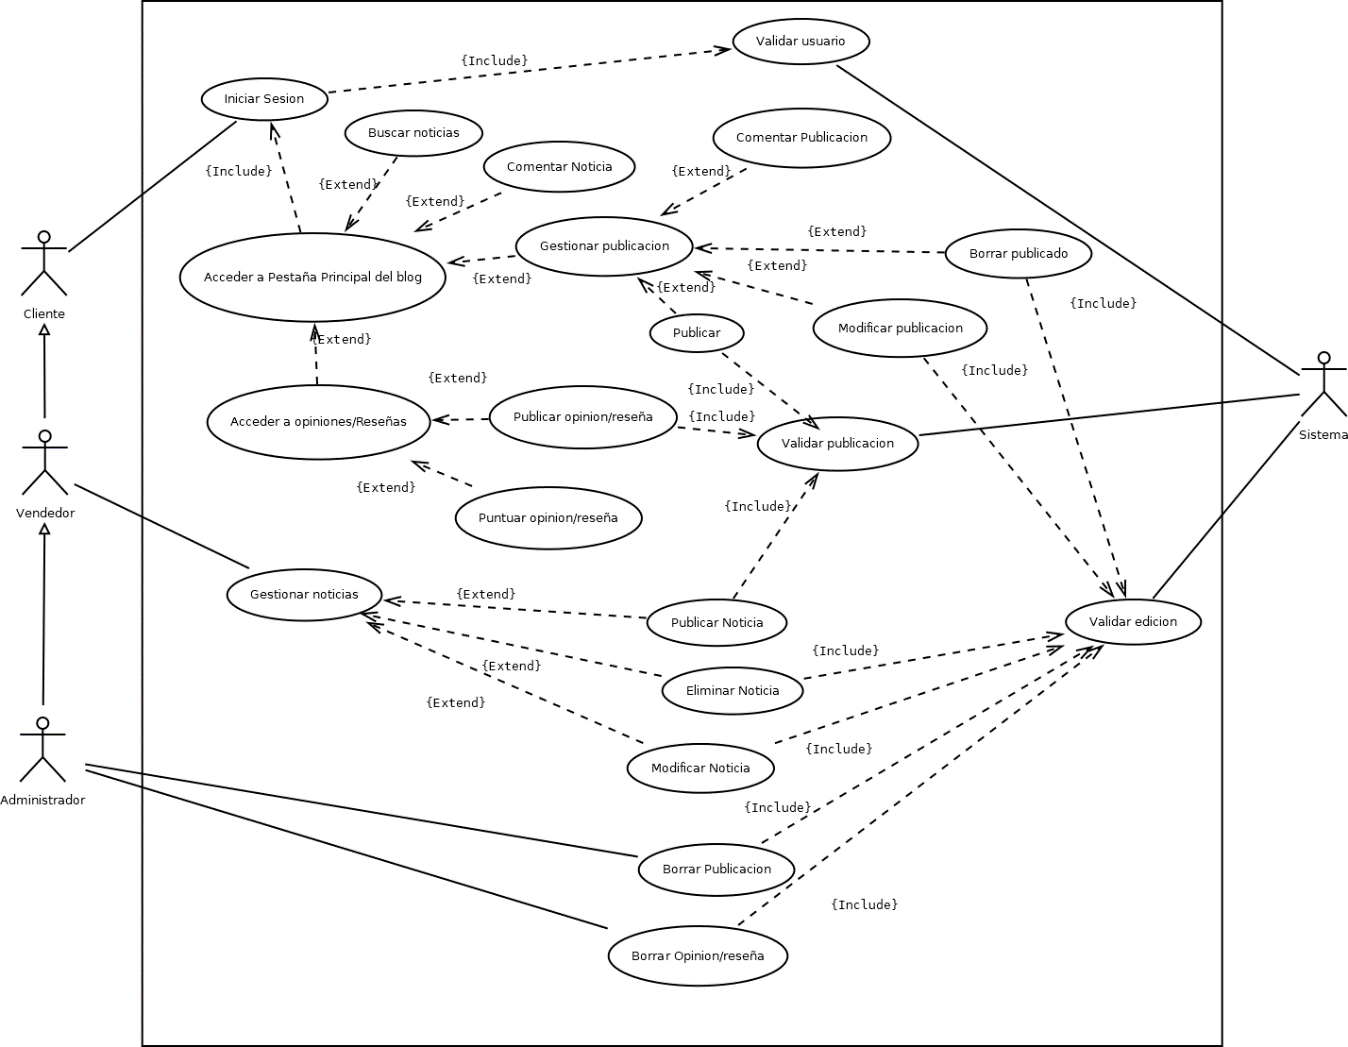 Validar usuario
{Include}
Iniciar Sesion
Buscar noticias
Comentar Publicacion
Comentar Noticia
{Include}
{Extend}
{Extend}
{Extend}
{Extend}
Gestionar publicacion
Borrar publicado
Acceder a Pestaña Principal del blog
{Extend}
{Extend}
{Extend}
{Include}
Cliente
Publicar
Modificar publicacion
{Extend}
{Include}
{Extend}
{Include}
Acceder a opiniones/Reseñas
Publicar opinion/reseña
{Include}
Validar publicacion
Sistema
{Extend}
Vendedor
Puntuar opinion/reseña
{Include}
Gestionar noticias
{Extend}
Publicar Noticia
Validar edicion
{Include}
{Extend}
Eliminar Noticia
{Extend}
{Include}
Modificar Noticia
Administrador
{Include}
Borrar Publicacion
{Include}
Borrar Opinion/reseña